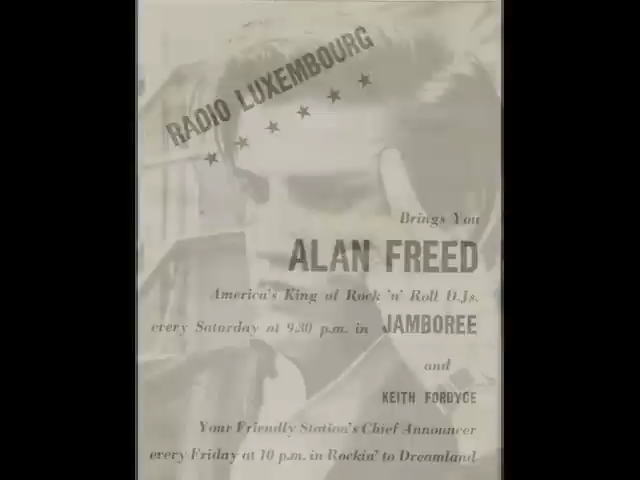 RADIO LUXEMBOURG
Brings You
ALAN FREED
America's King of Rock 'n' Roll D.Js.
every Saturday at 9.30 p.m. in JAMBOREE
and
KEITH FORDYCE
Your Friendly Station's Chief Announcer
every Friday at 10 p.m. in Rockin' to Dreamland